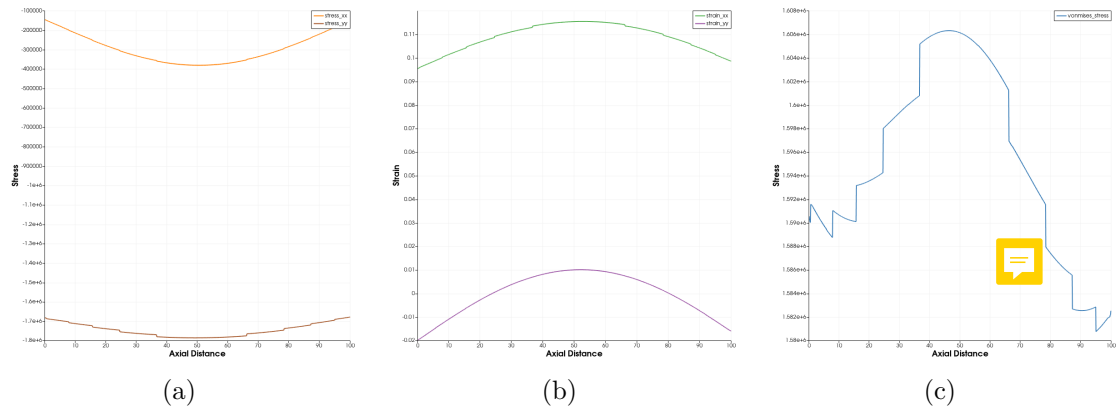 -100000
-200000
-300000
-400000
-500000
-600000
-700000
-800000
-900000
-1e+6
-1.1e+6
-1.2e+6
-1.3e+6
-1.4e+6
-1.5e+6
-1.6e+6
-1.7e+6
-1.8e+6
Stress
0 10 20 30 40 50 60 70 80 90 100
Axial Distance
stress_xx
stress_yy
(a)
0.11
0.1
0.09
0.08
0.07
0.06
0.05
0.04
0.03
0.02
0.01
0
-0.01
-0.02
Strain
0 10 20 30 40 50 60 70 80 90 100
Axial Distance
strain_xx
strain_yy
(b)
1.608e+6
1.606e+6
1.604e+6
1.602e+6
1.60e+6
1.598e+6
1.596e+6
1.594e+6
1.592e+6
1.59e+6
1.588e+6
1.586e+6
1.584e+6
1.582e+6
1.58e+6
Stress
0 10 20 30 40 50 60 70 80 90 100
Axial Distance
vonmises_stress
(c)